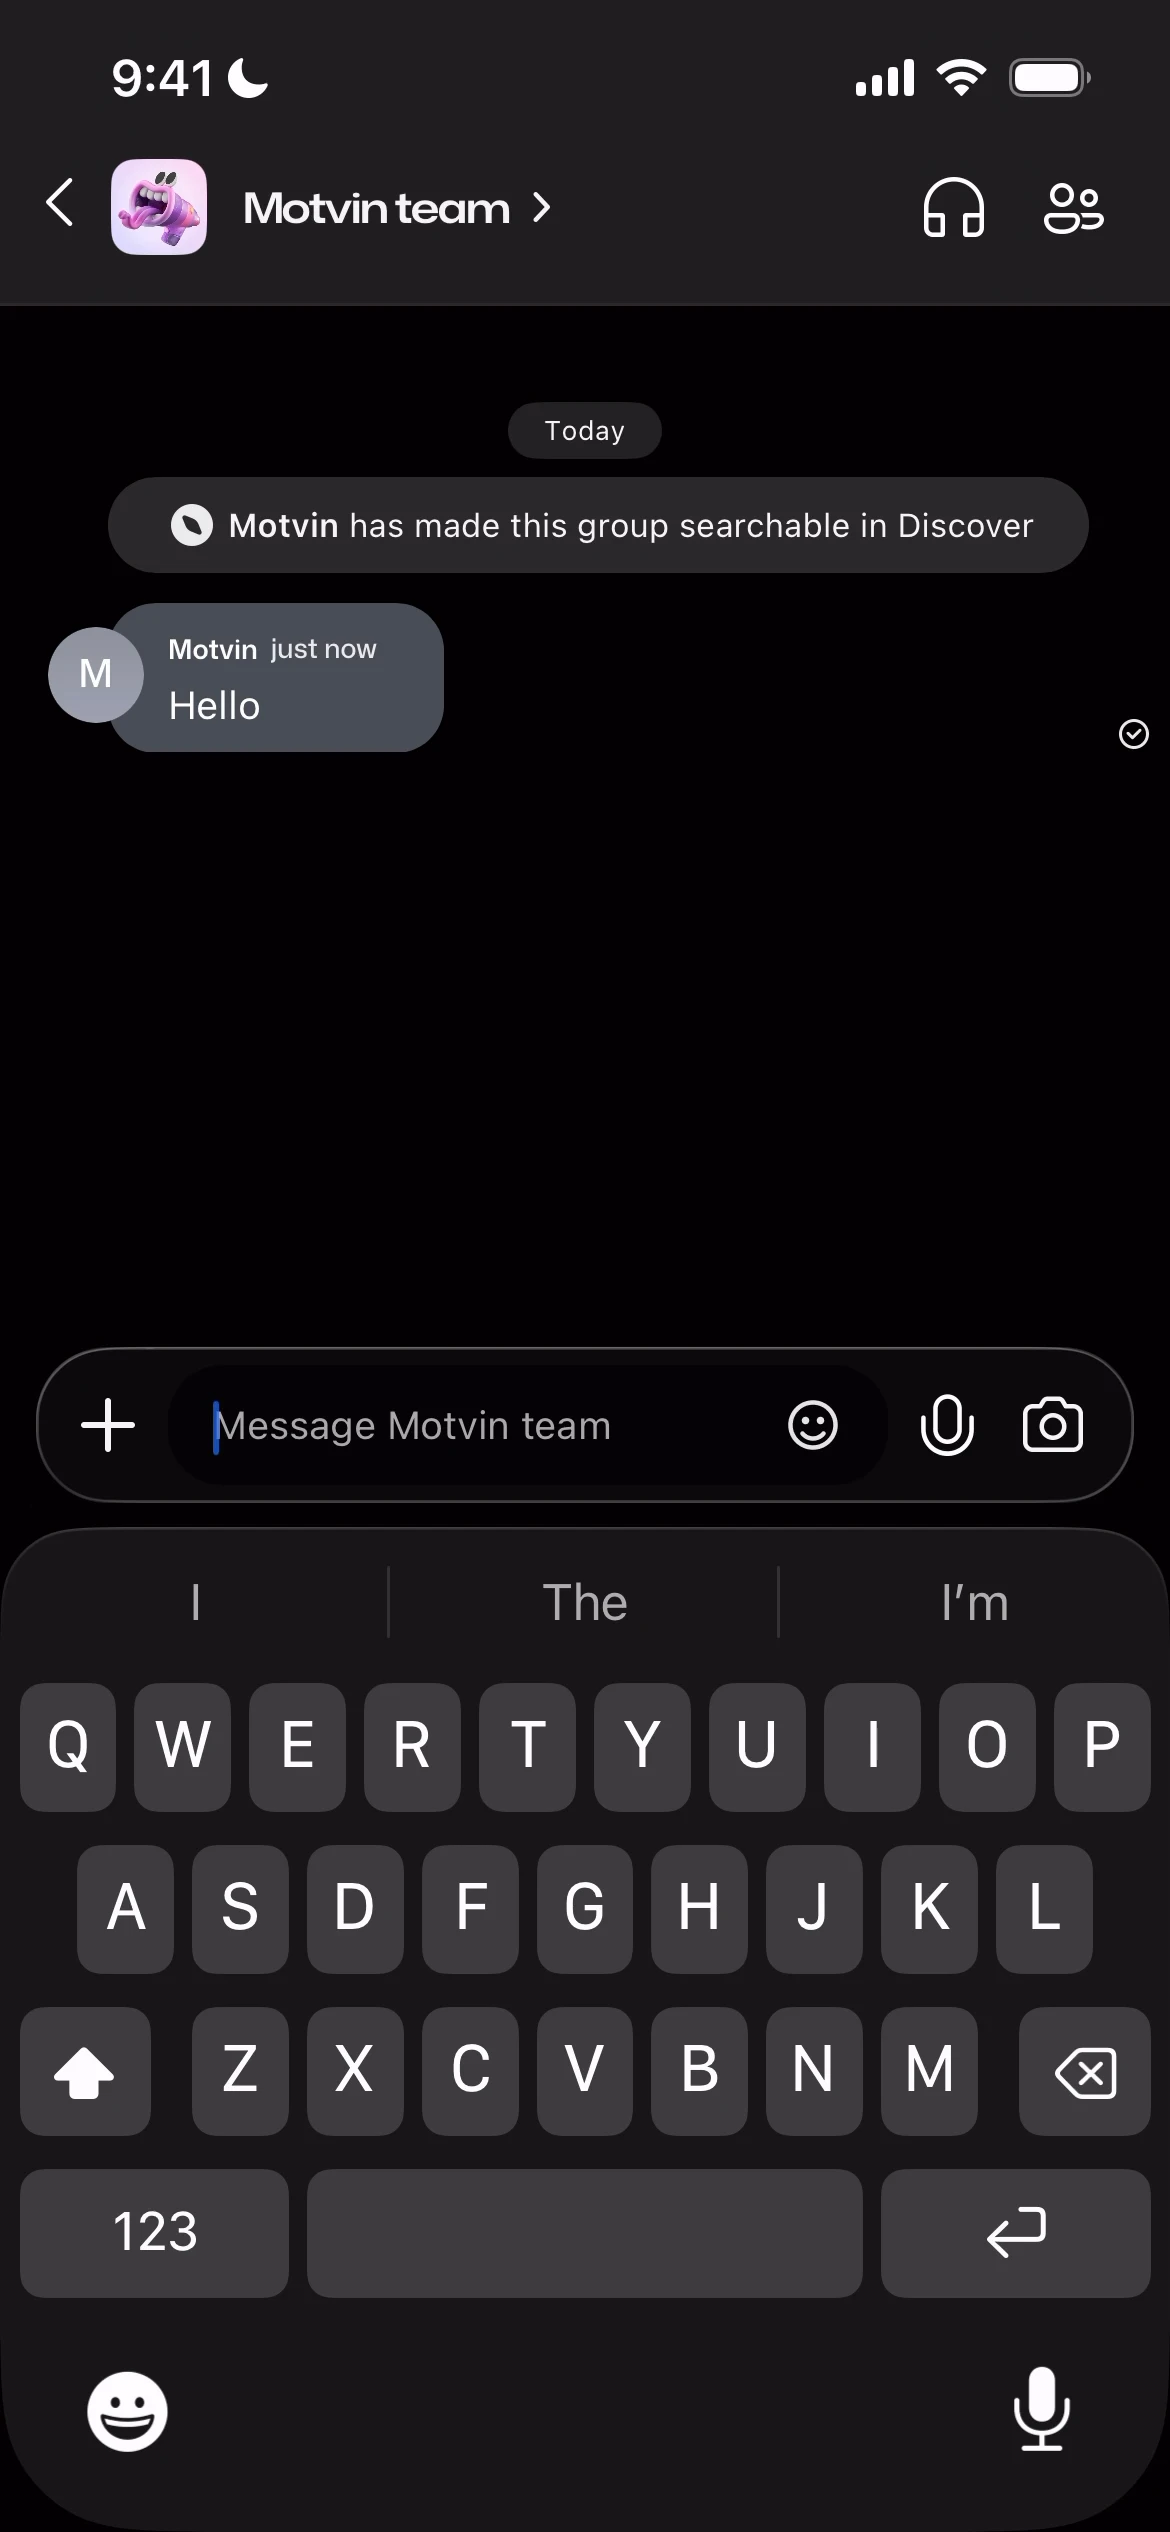 9:41
Motvin team
Today
Motvin has made this group searchable in Discover
M
Motvin just now
Hello
Message Motvin team
I The I'm
Q W E R T Y U I O P
A S D F G H J K L
Z X C V B N M
123